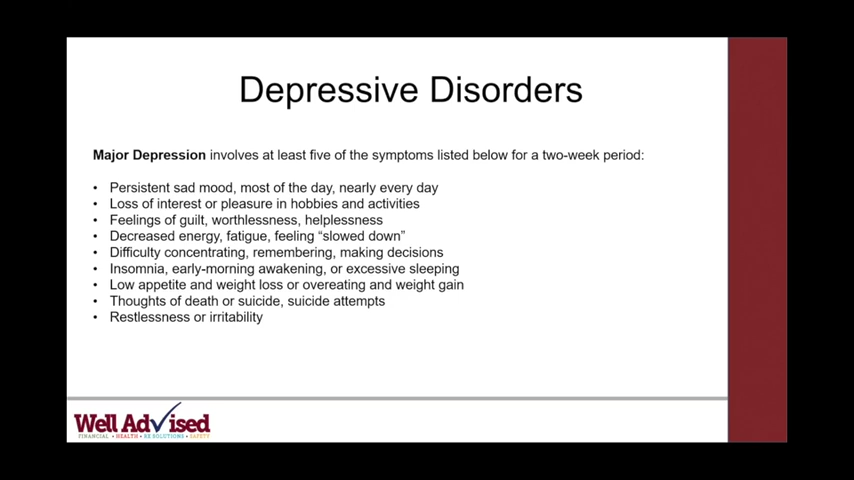 Depressive Disorders
Major Depression involves at least five of the symptoms listed below for a two-week period:
• Persistent sad mood, most of the day, nearly every day
• Loss of interest or pleasure in hobbies and activities
• Feelings of guilt, worthlessness, helplessness
• Decreased energy, fatigue, feeling “slowed down”
• Difficulty concentrating, remembering, making decisions
• Insomnia, early-morning awakening, or excessive sleeping
• Low appetite and weight loss or overeating and weight gain
• Thoughts of death or suicide, suicide attempts
• Restlessness or irritability
Well Advised
FINANCIAL • HEALTH • RESOLUTIONS • SAFETY